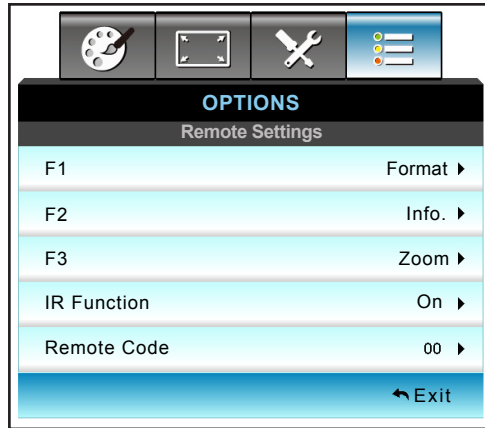 OPTIONS
Remote Settings
F1 Format
F2 Info.
F3 Zoom
IR Function On
Remote Code 00
Exit